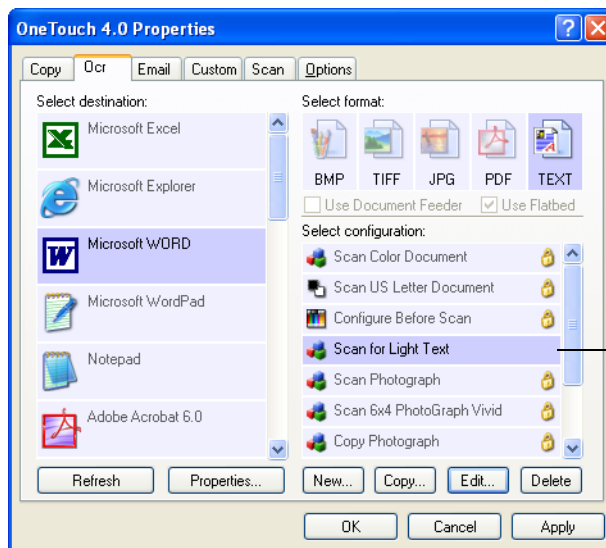 OneTouch 4.0 Properties
Copy Ocr Email Custom Scan Options
Select destination:
Microsoft Excel
Microsoft Explorer
Microsoft WORD
Microsoft WordPad
Notepad
Adobe Acrobat 6.0
Refresh Properties...
Select format:
BMP TIFF JPG PDF TEXT
Use Document Feeder Use Flatbed
Select configuration:
Scan Color Document
Scan US Letter Document
Configure Before Scan
Scan for Light Text
Scan Photograph
Scan 6x4 PhotoGraph Vivid
Copy Photograph
New... Copy... Edit... Delete
OK Cancel Apply